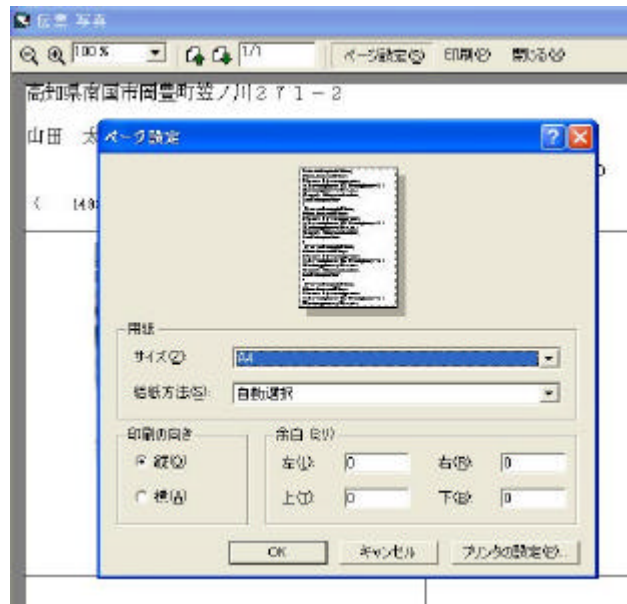 伝票 写真
100% 1/1 ページ設定(S) 印刷(P) 閉じる(X)
高知県南国市岡豊町笠ノ川271-2
山田 太
ページ設定
用紙
サイズ(Z): A4
給紙方法(S): 自動選択
印刷の向き
余白 (ミリ)
縦(O)
左(L): 0 右(R): 0
横(A)
上(T): 0 下(B): 0
OK キャンセル プリンタの設定(P)...